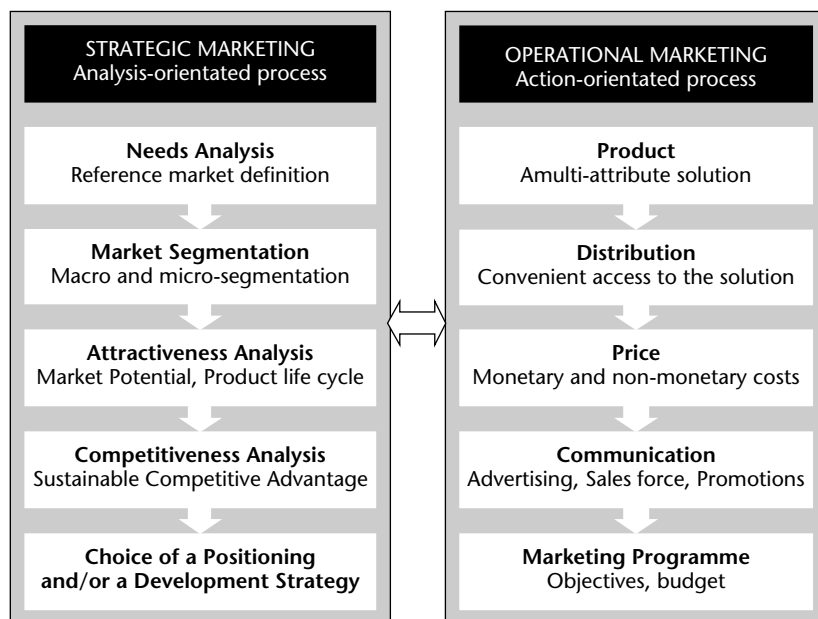 STRATEGIC MARKETING
Analysis-orientated process
Needs Analysis
Reference market definition
Market Segmentation
Macro and micro-segmentation
Attractiveness Analysis
Market Potential, Product life cycle
Competitiveness Analysis
Sustainable Competitive Advantage
Choice of a Positioning
and/or a Development Strategy
OPERATIONAL MARKETING
Action-orientated process
Product
Amulti-attribute solution
Distribution
Convenient access to the solution
Price
Monetary and non-monetary costs
Communication
Advertising, Sales force, Promotions
Marketing Programme
Objectives, budget